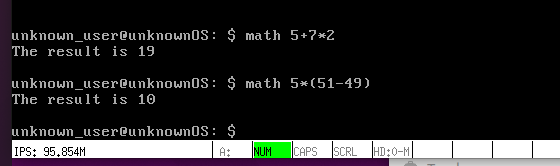 unknown_user@unknownOS: $ math 5+7*2
The result is 19
unknown_user@unknownOS: $ math 5*(51-49)
The result is 10
unknown_user@unknownOS: $
IPS: 95.854M A: NUM CAPS SCRL HD:0-M